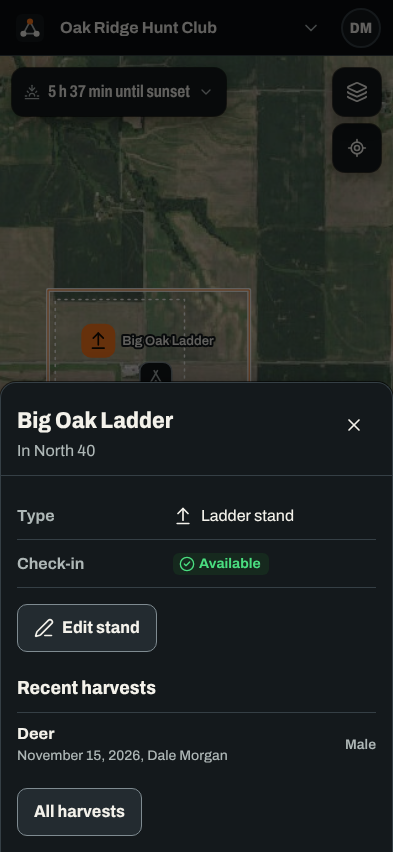 Oak Ridge Hunt Club
DM
5 h 37 min until sunset
Big Oak Ladder
Big Oak Ladder
In North 40
Type
Ladder stand
Check-in
Available
Edit stand
Recent harvests
Deer
November 15, 2026, Dale Morgan
Male
All harvests